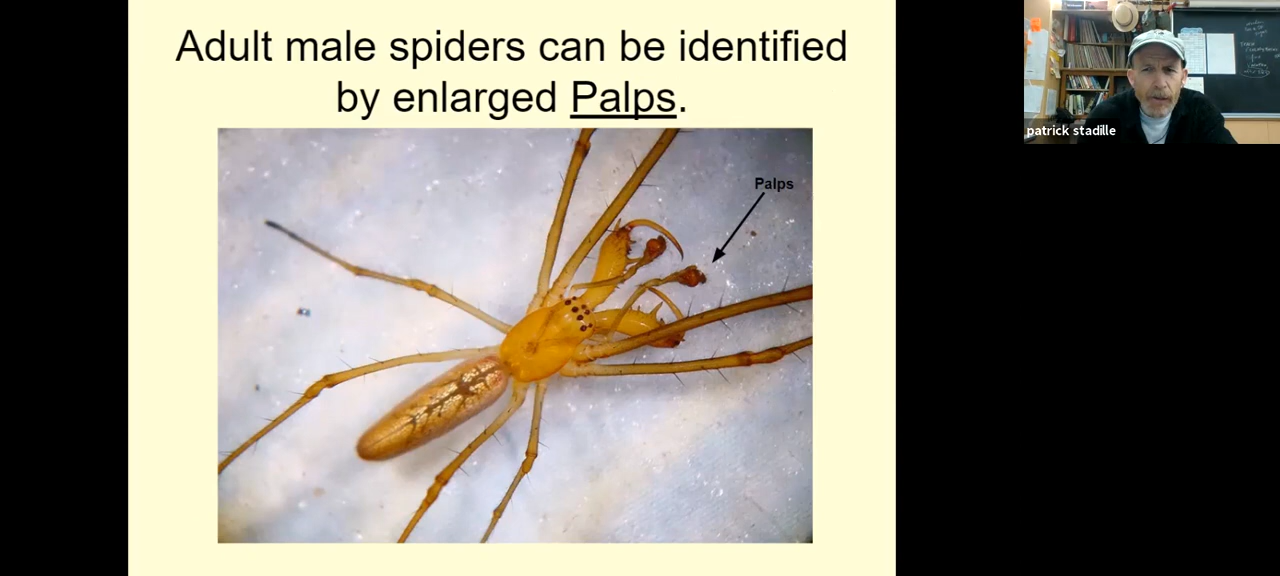 Adult male spiders can be identified
by enlarged Palps.
Palps
patrick stadille